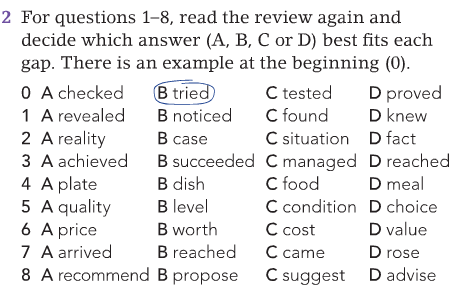 2 For questions 1–8, read the review again and
decide which answer (A, B, C or D) best fits each
gap. There is an example at the beginning (0).
0 A checked B tried C tested D proved
1 A revealed B noticed C found D knew
2 A reality B case C situation D fact
3 A achieved B succeeded C managed D reached
4 A plate B dish C food D meal
5 A quality B level C condition D choice
6 A price B worth C cost D value
7 A arrived B reached C came D rose
8 A recommend B propose C suggest D advise